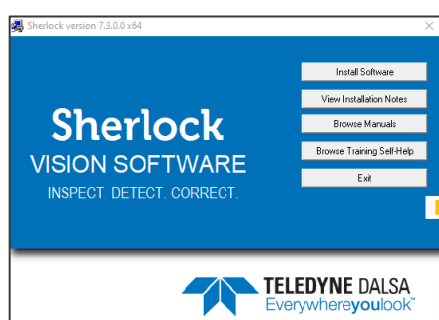 Sherlock version 7.3.0.0 x64
Install Software
View Installation Notes
Browse Manuals
Browse Training Self-Help
Exit
Sherlock
VISION SOFTWARE
INSPECT. DETECT. CORRECT.
TELEDYNE DALSA
Everywhereyoulook™